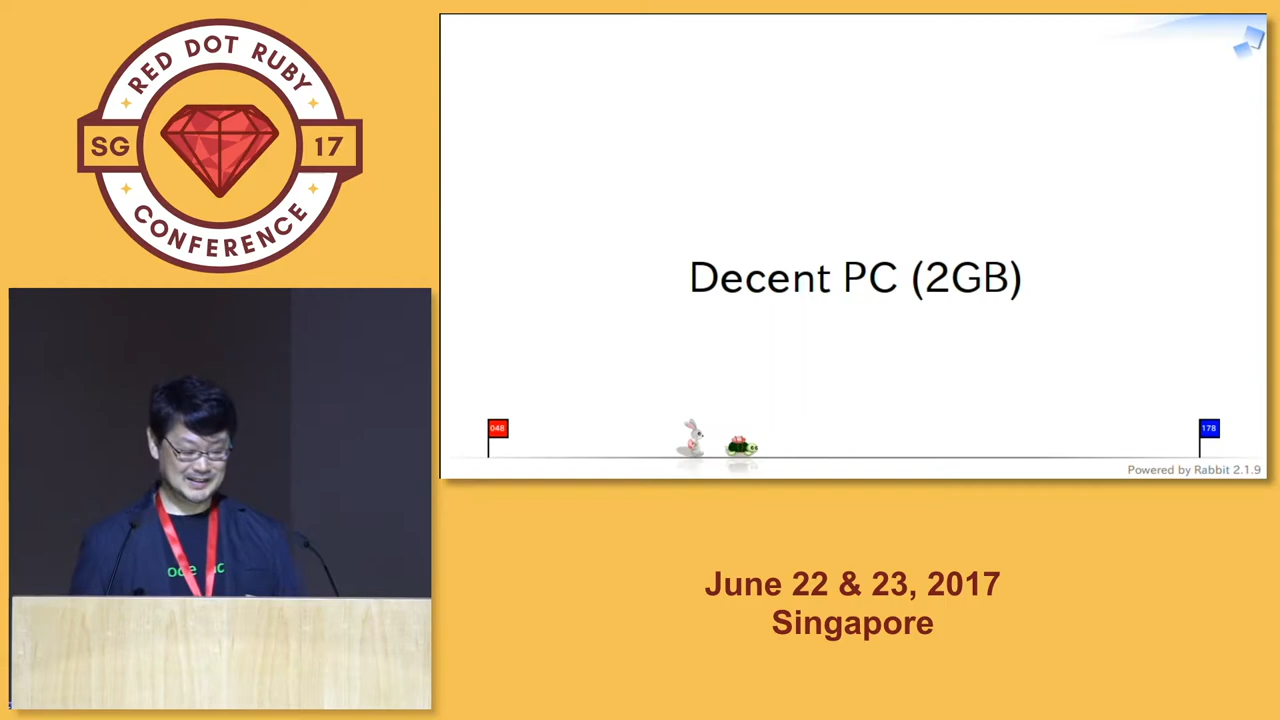 RED DOT RUBY
SG
17
CONFERENCE
Decent PC (2GB)
048
178
Powered by Rabbit 2.1.9
June 22 & 23, 2017
Singapore